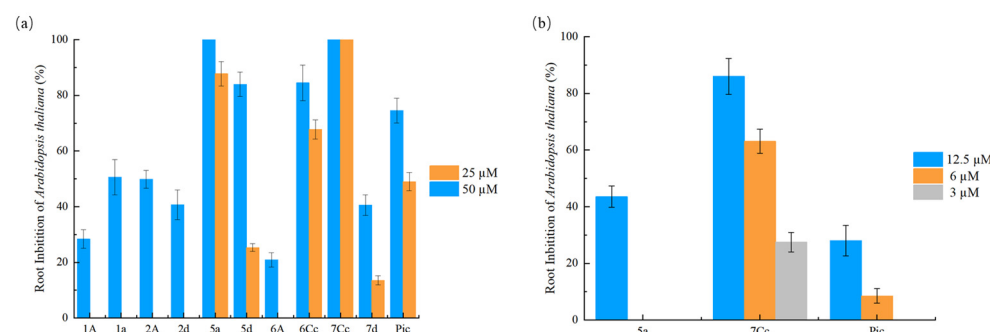 (a)
Root Inbitition of Arabidopsis thaliana (%)
100
80
60
40
20
0
1A 1a 2A 2d 5a 5d 6A 6Cc 7Cc 7d Pic
25 µM
50 µM
(b)
Root Inbitition of Arabidopsis thaliana (%)
100
80
60
40
20
0
5a 7Cc Pic
12.5 µM
6 µM
3 µM